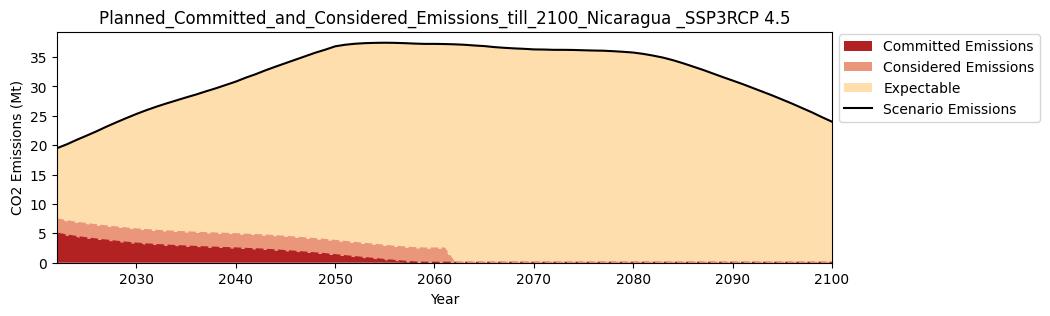 Planned_Committed_and_Considered_Emissions_till_2100_Nicaragua _SSP3RCP 4.5
Committed Emissions
Considered Emissions
Expectable
Scenario Emissions
CO2 Emissions (Mt)
35
30
25
20
15
10
5
0
2030 2040 2050 2060 2070 2080 2090 2100
Year